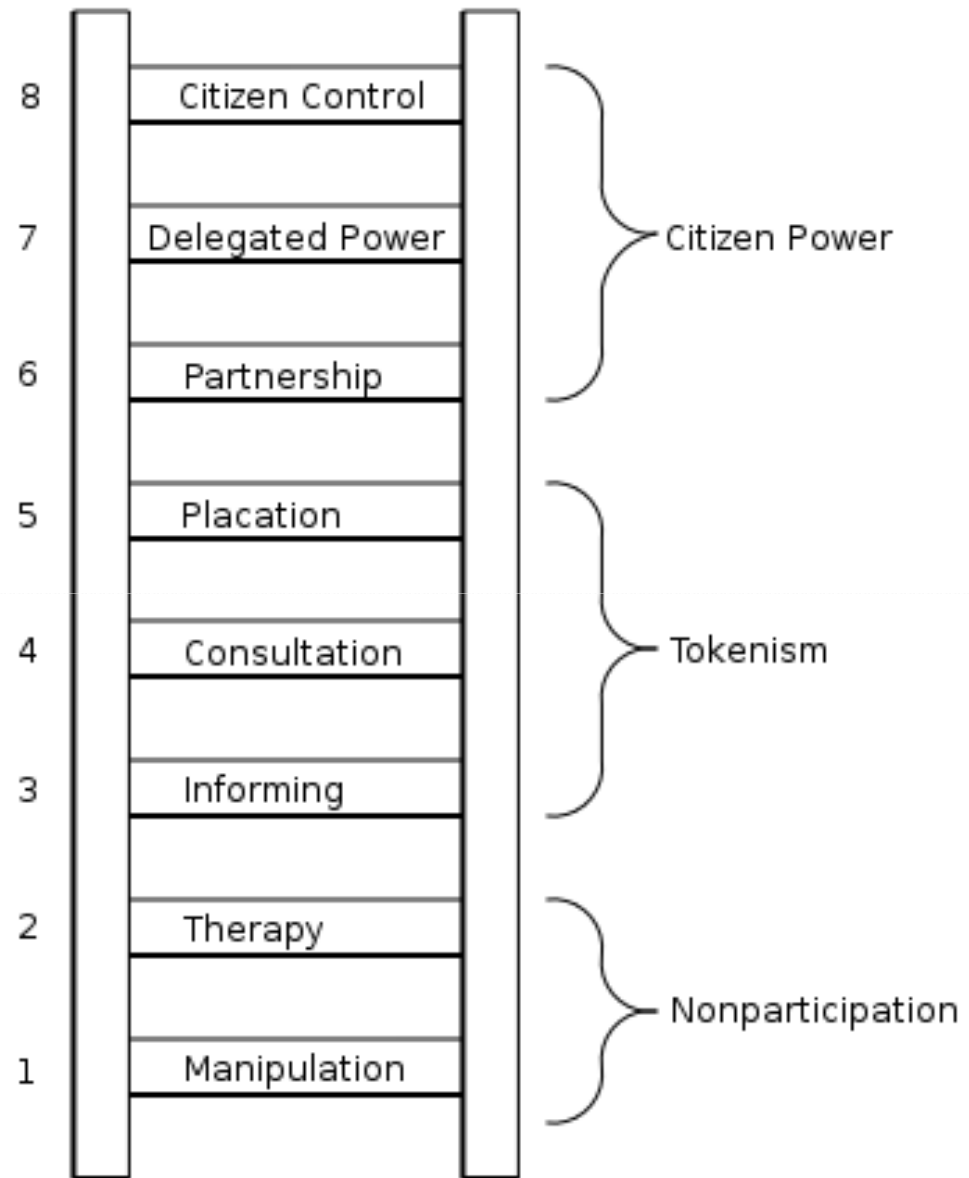 8 Citizen Control
7 Delegated Power
Citizen Power
6 Partnership
5 Placation
4 Consultation
Tokenism
3 Informing
2 Therapy
Nonparticipation
1 Manipulation